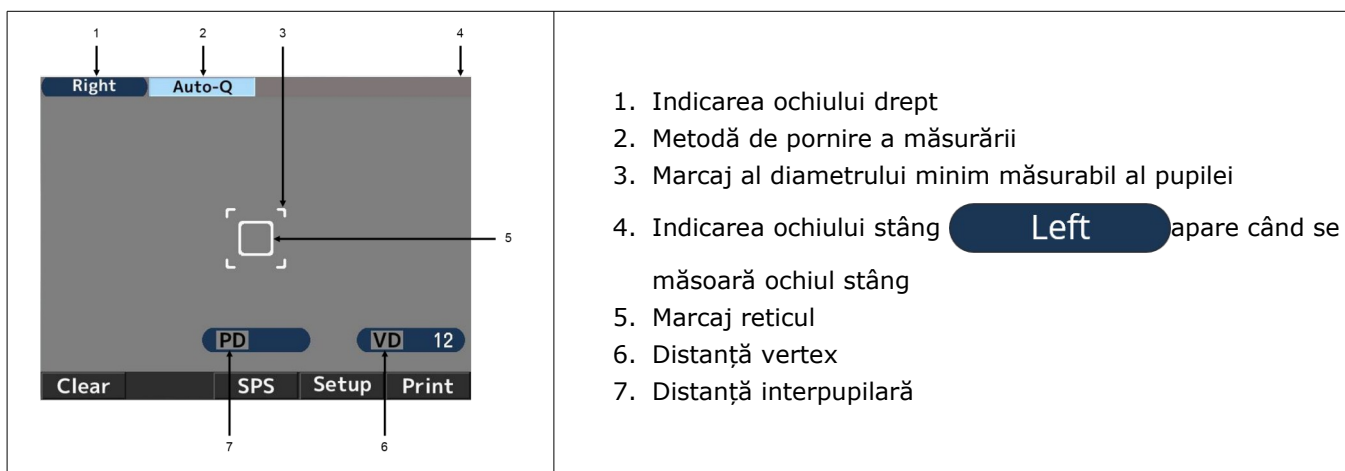 1 2 3 4
Right Auto-Q
5
PD VD 12
Clear SPS Setup Print
7 6
1. Indicarea ochiului drept
2. Metodă de pornire a măsurării
3. Marcaj al diametrului minim măsurabil al pupilei
4. Indicarea ochiului stâng Left apare când se
măsoară ochiul stâng
5. Marcaj reticul
6. Distanță vertex
7. Distanță interpupilară